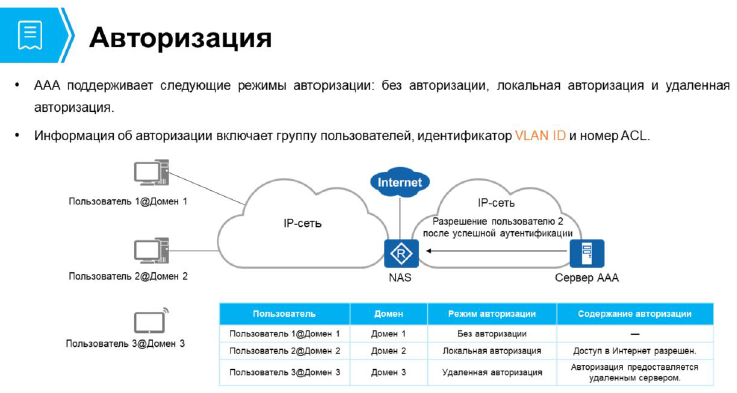 Авторизация
• AAA поддерживает следующие режимы авторизации: без авторизации, локальная авторизация и удаленная
авторизация.
• Информация об авторизации включает группу пользователей, идентификатор VLAN ID и номер ACL.
Пользователь 1@Домен 1
Пользователь 2@Домен 2
Пользователь 3@Домен 3
IP-сеть
Internet
IP-сеть
Разрешение пользователю 2
после успешной аутентификации
R
NAS
Сервер AAA
Пользователь Домен Режим авторизации Содержание авторизации
Пользователь 1@Домен 1 Домен 1 Без авторизации —
Пользователь 2@Домен 2 Домен 2 Локальная авторизация Доступ в Интернет разрешен.
Пользователь 3@Домен 3 Домен 3 Удаленная авторизация Авторизация предоставляется
удаленным сервером.